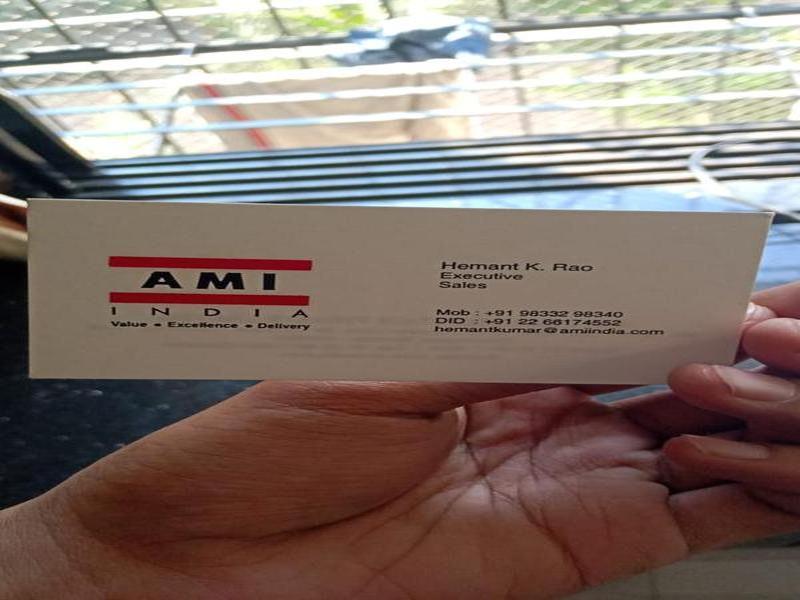 AMI
INDIA
Value • Excellence • Delivery
Hemant K. Rao
Executive
Sales
Mob : +91 98332 98340
DID : +91 22 66174552
hemantkumar@amiindia.com